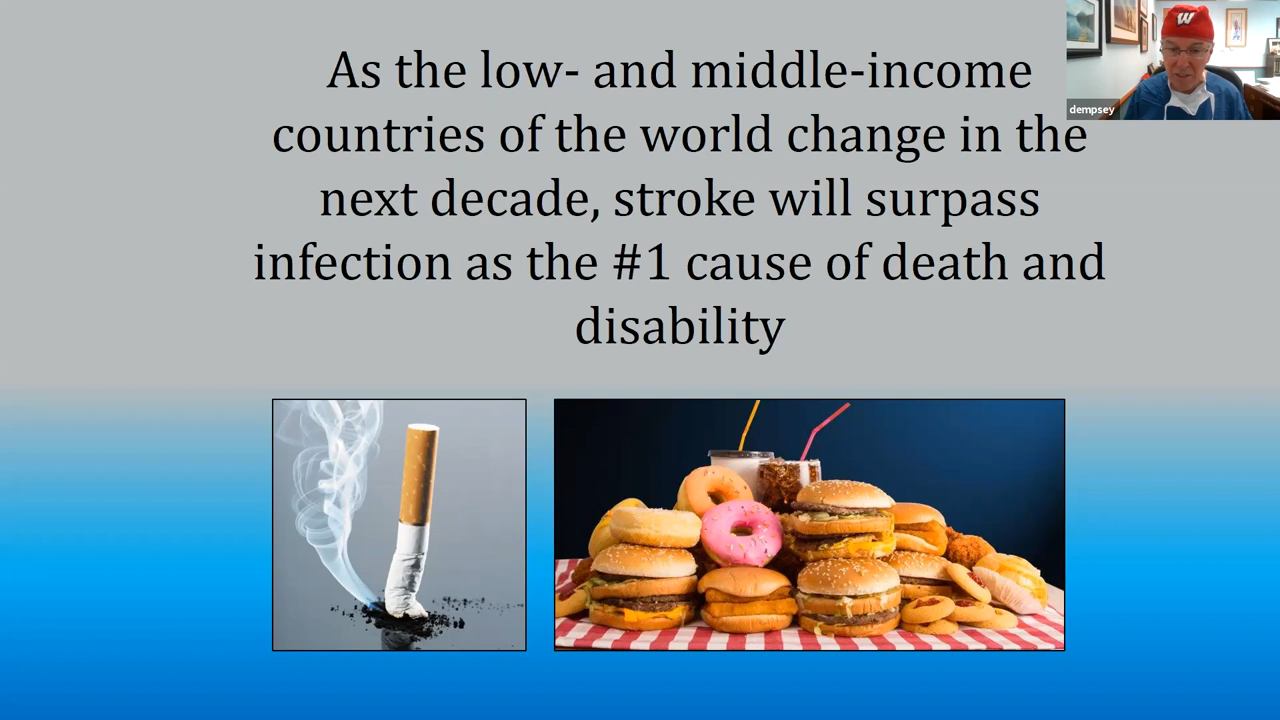 As the low- and middle-income
countries of the world change in the
next decade, stroke will surpass
infection as the #1 cause of death and
disability
W
dempsey